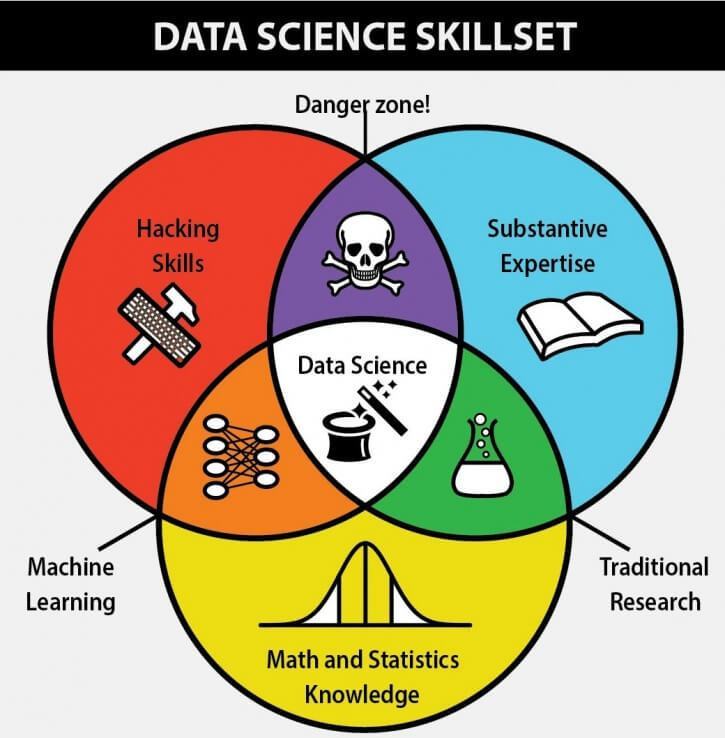 DATA SCIENCE SKILLSET
Danger zone!
Hacking
Skills
Substantive
Expertise
Data Science
Machine
Learning
Traditional
Research
Math and Statistics
Knowledge